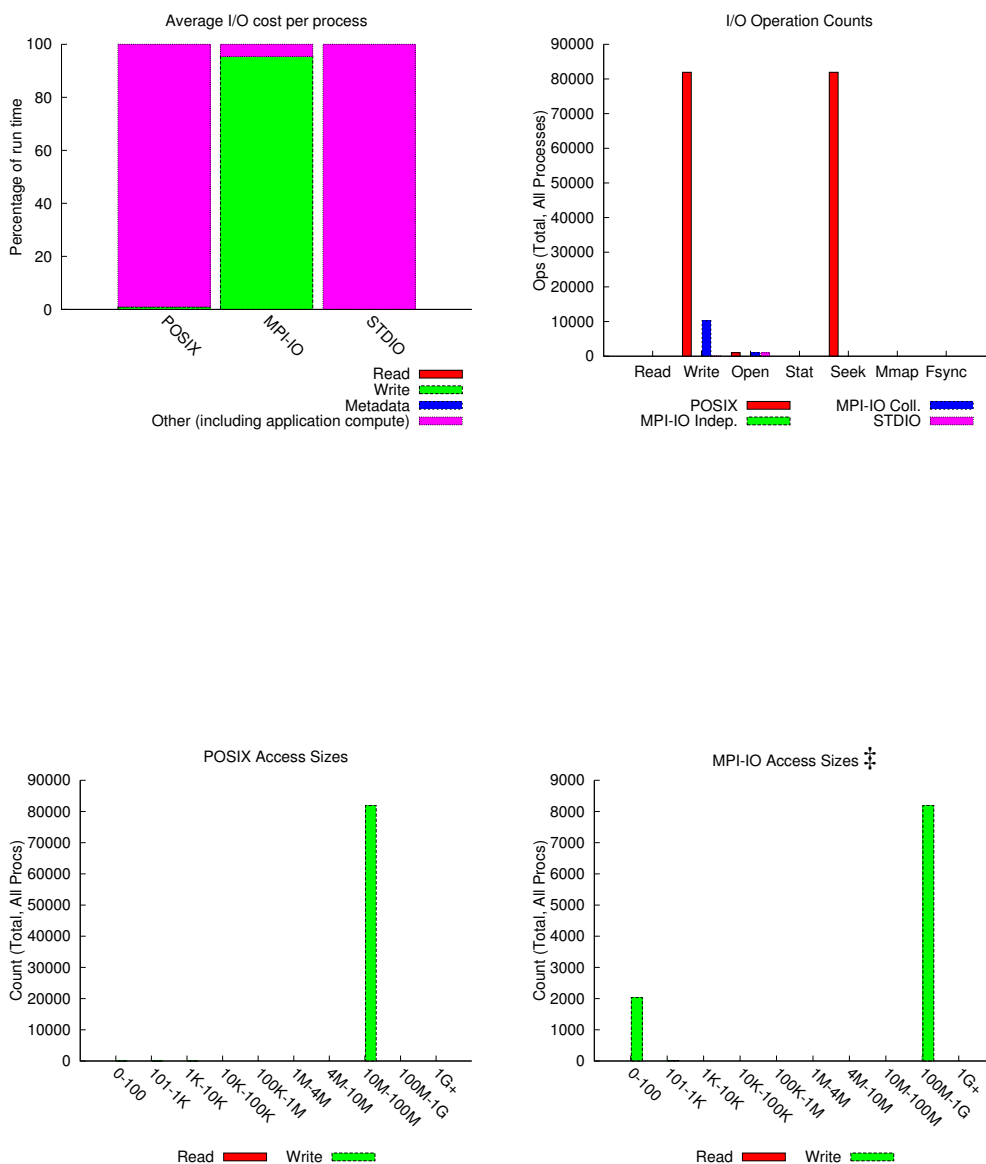 Average I/O cost per process
Percentage of run time
100
80
60
40
20
0
POSIX
MPI-IO
STDIO
Read
Write
Metadata
Other (including application compute)
I/O Operation Counts
Ops (Total, All Processes)
90000
80000
70000
60000
50000
40000
30000
20000
10000
0
Read Write Open Stat Seek Mmap Fsync
POSIX MPI-IO Coll.
MPI-IO Indep. STDIO
POSIX Access Sizes
Count (Total, All Procs)
90000
80000
70000
60000
50000
40000
30000
20000
10000
0
0-100
101-1K
1K-10K
10K-100K
100K-1M
1M-4M
4M-10M
10M-100M
100M-1G
1G+
Read Write
MPI-IO Access Sizes ‡
Count (Total, All Procs)
9000
8000
7000
6000
5000
4000
3000
2000
1000
0
0-100
101-1K
1K-10K
10K-100K
100K-1M
1M-4M
4M-10M
10M-100M
100M-1G
1G+
Read Write